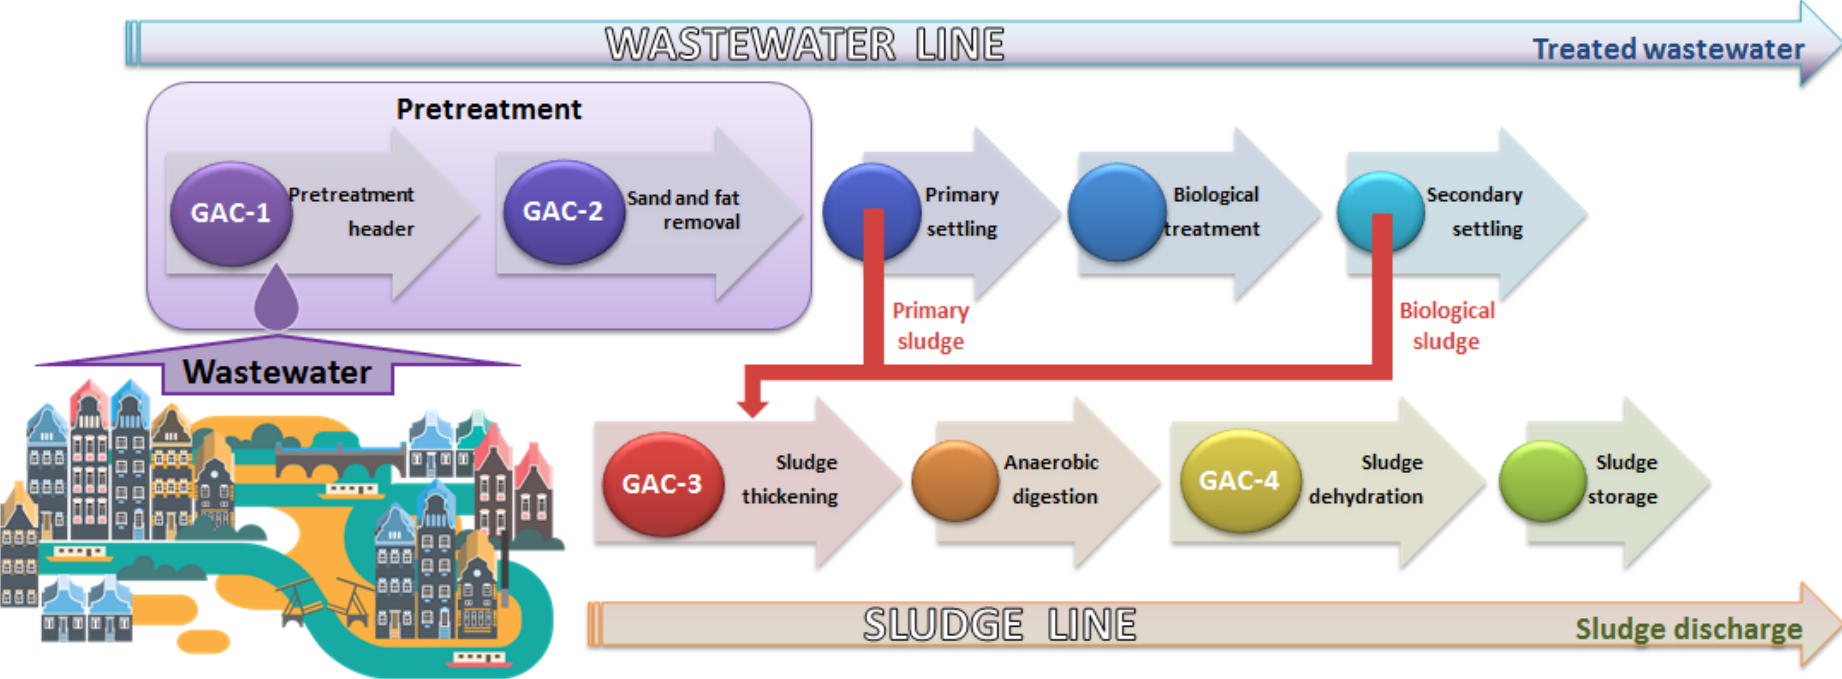 WASTEWATER LINE
Treated wastewater
Pretreatment
GAC-1
Pretreatment
header
GAC-2
Sand and fat
removal
Primary
settling
Biological
treatment
Secondary
settling
Primary
sludge
Biological
sludge
Wastewater
GAC-3
Sludge
thickening
Anaerobic
digestion
GAC-4
Sludge
dehydration
Sludge
storage
SLUDGE LINE
Sludge discharge